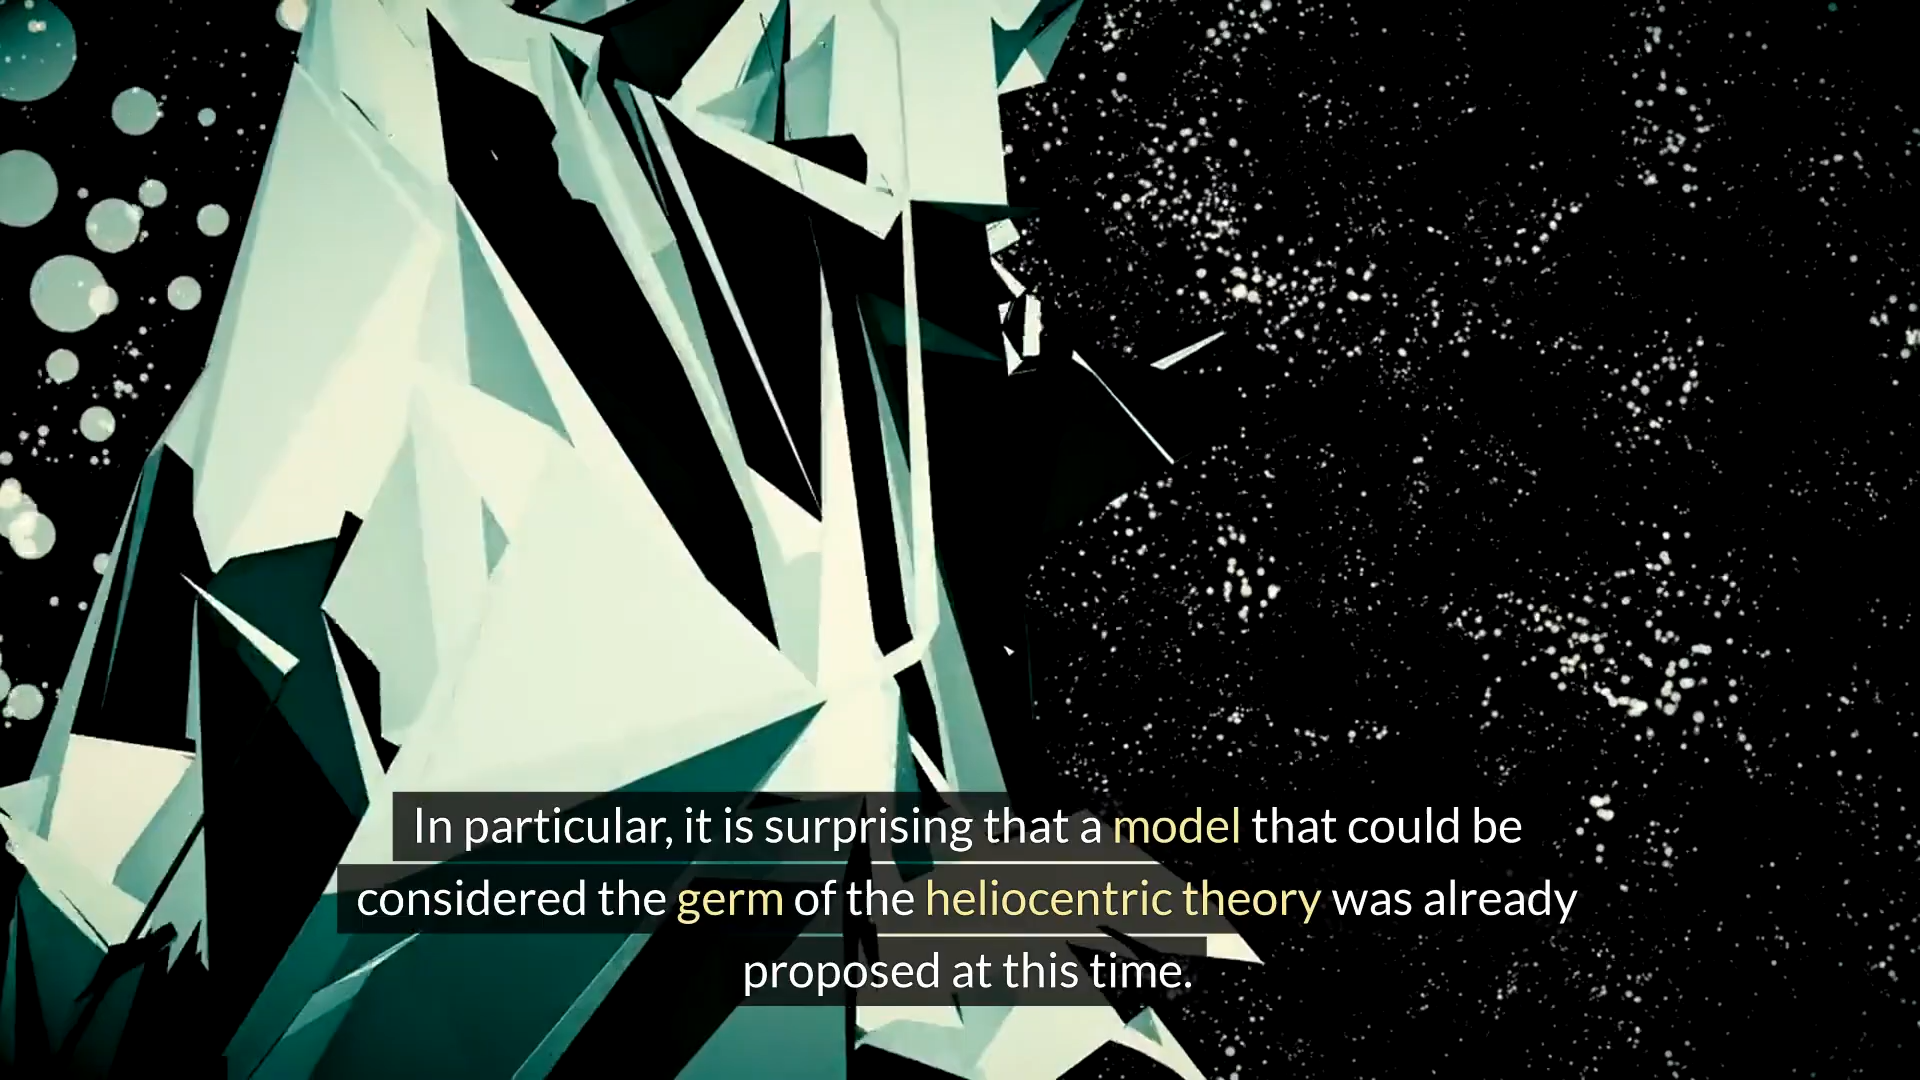 In particular, it is surprising that a model that could be
considered the germ of the heliocentric theory was already
proposed at this time.